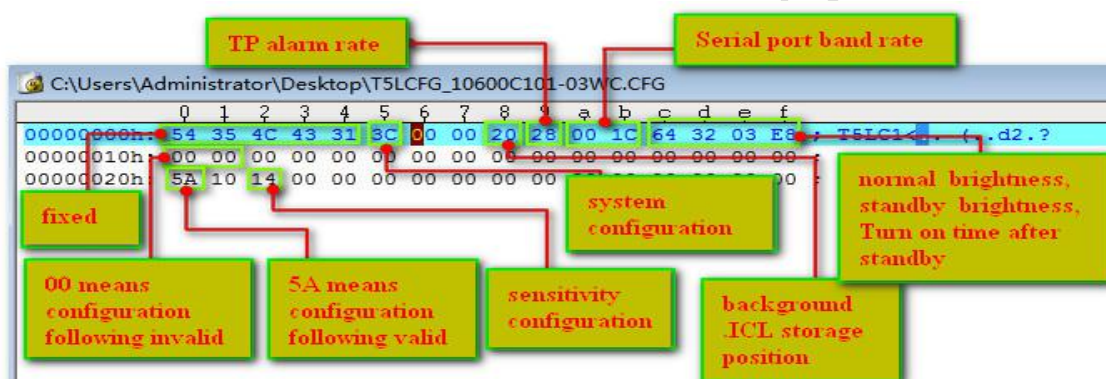 TP alarm rate
Serial port band rate
C:\Users\Administrator\Desktop\T5LCFG_10600C101-03WC.CFG
0 1 2 3 4 5 6 7 8 9 a b c d e f
00000000h: 54 35 4C 43 31 3C 00 00 20 28 00 1C 64 32 03 E8 ; T5LC1<.. (..d2.?
00000010h: 00 00 00 00 00 00 00 00 00 00 00 00 00 00 00 00 ;
00000020h: 5A 10 14 00 00 00 00 00 00 00 00 00 00 00 00 00 ;
fixed
system
configuration
normal brightness,
standby brightness,
Turn on time after
standby
00 means
configuration
following invalid
5A means
configuration
following valid
sensitivity
configuration
background
.ICL storage
position